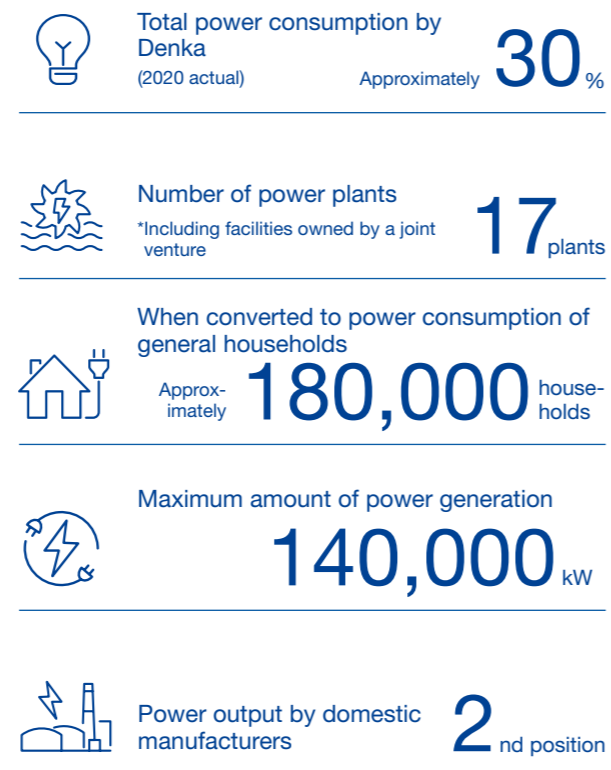 Total power consumption by
Denka
(2020 actual)
Approximately 30 %
Number of power plants
*Including facilities owned by a joint
venture
17 plants
When converted to power consumption of
general households
Approx-
imately
180,000
house-
holds
Maximum amount of power generation
140,000 kW
Power output by domestic
manufacturers
2 nd position